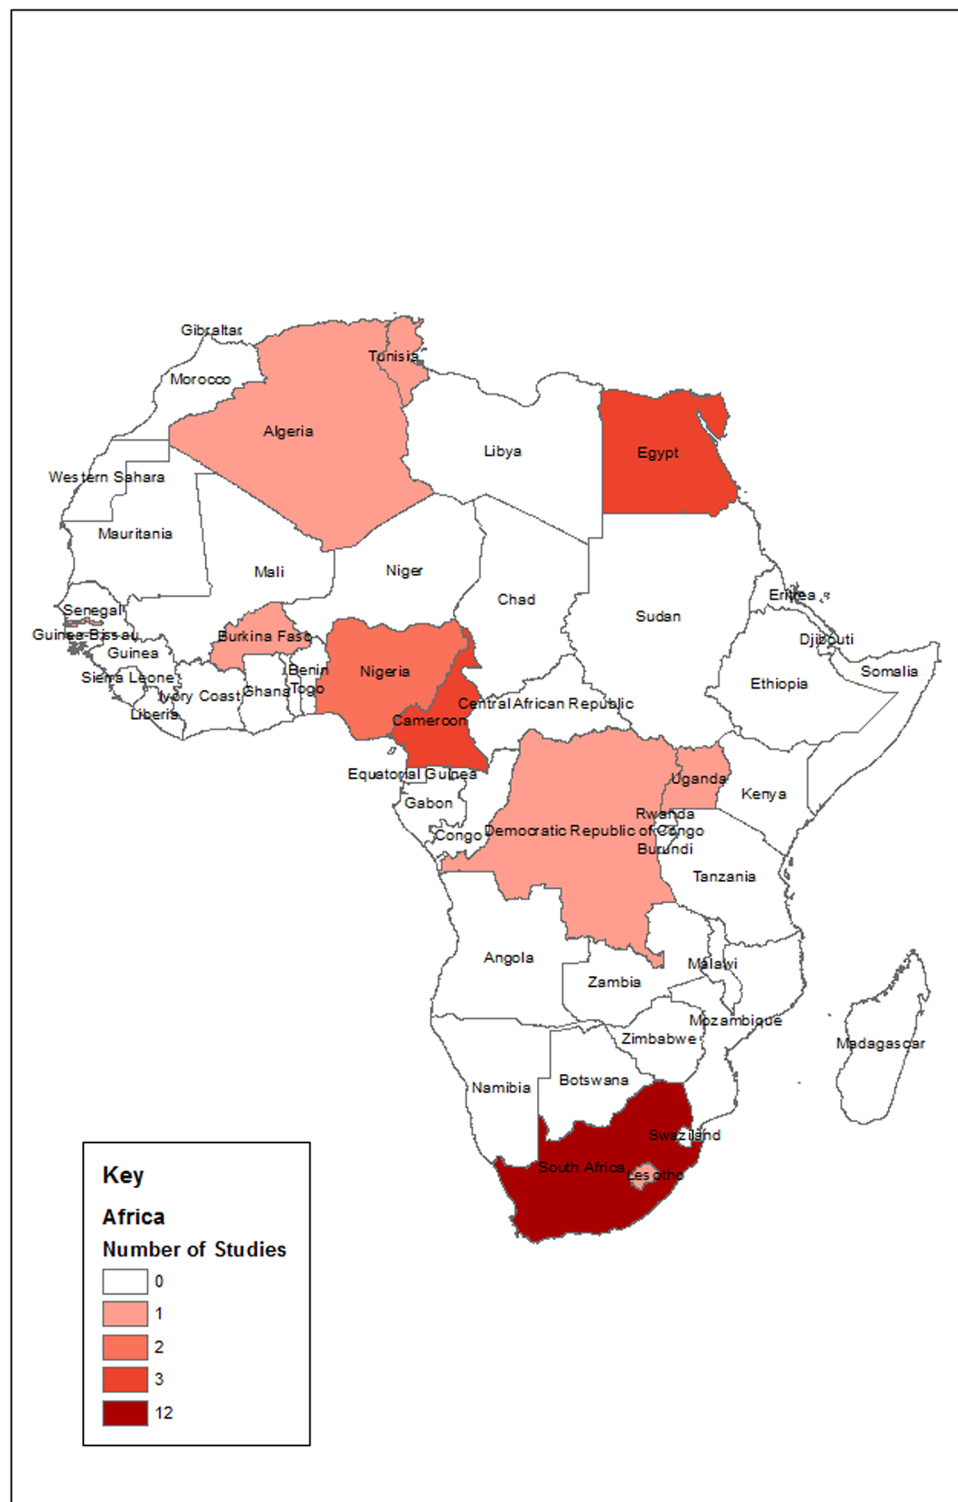 Gibraltar
Tunisia
Morocco
Algeria
Libya
Egypt
Western Sahara
Mauritania
Mali
Niger
Chad
Sudan
Eritrea
Senegal
Guinea-Bissau
Burkina Faso
Djibouti
Guinea
Benin
Nigeria
Somalia
Sierra Leone
Ethiopia
Ivory Coast
Ghana
Togo
Central African Republic
Liberia
Cameroon
Equatorial Guinea
Uganda
Kenya
Gabon
Rwanda
Congo
Democratic Republic of Congo
Burundi
Tanzania
Angola
Malawi
Zambia
Mozambique
Zimbabwe
Madagascar
Namibia
Botswana
Swaziland
South Africa
Lesotho
Key
Africa
Number of Studies
0
1
2
3
12